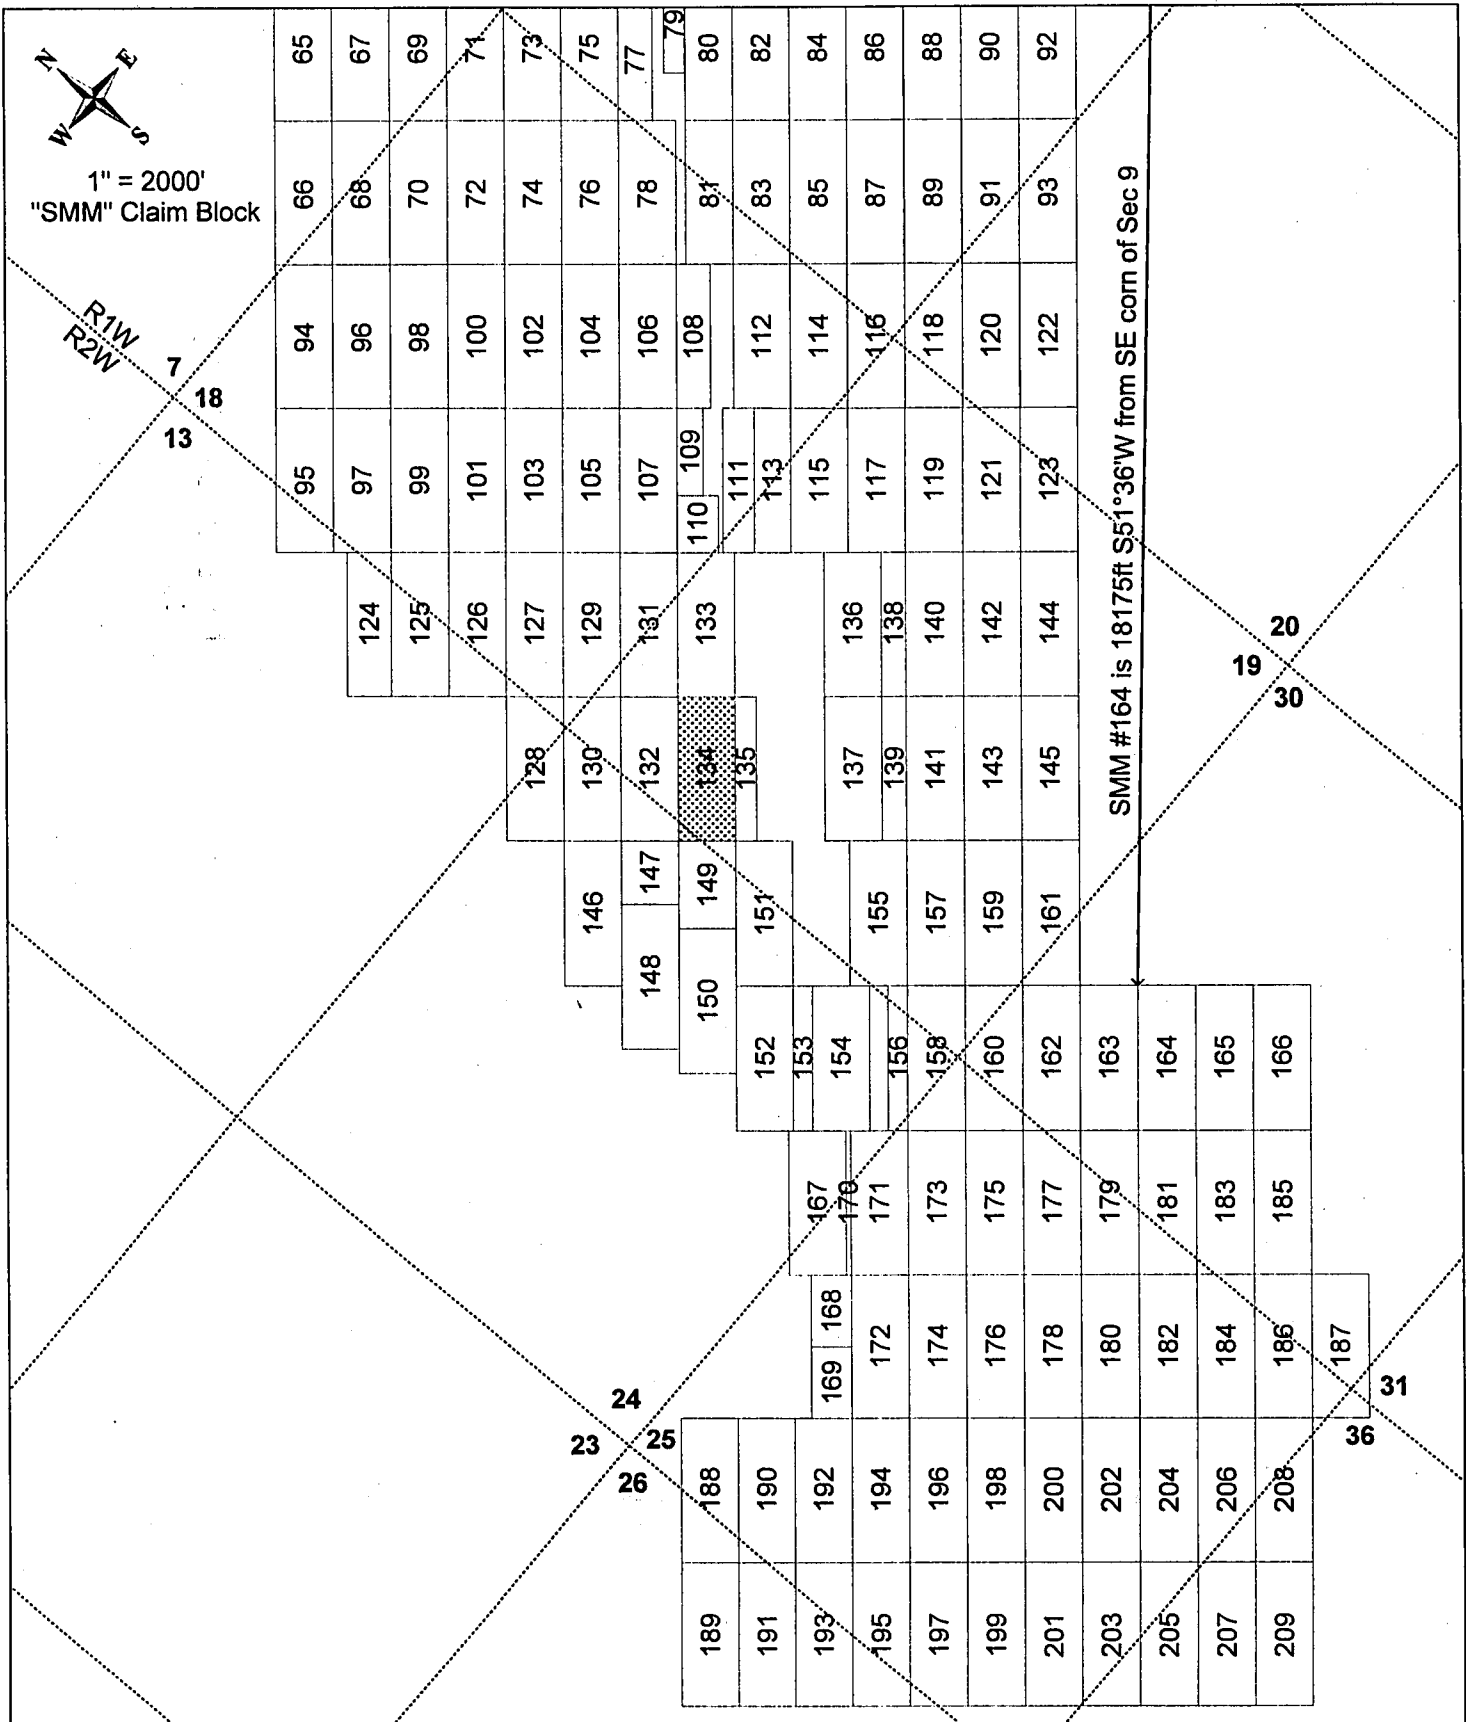 N
E
W
S
1" = 2000'
"SMM" Claim Block
65 67 69 71 73 75 77 79 80 82 84 86 88 90 92
66 68 70 72 74 76 78 81 83 85 87 89 91 93
R1W
R2W
7
18
13
94 96 98 100 102 104 106 108 112 114 116 118 120 122
95 97 99 101 103 105 107 109 110 111 113 115 117 119 121 123
SMM #164 is 18175ft S51°36'W from SE corn of Sec 9
124 125 126 127 129 131 133 136 138 140 142 144
20
19
30
128 130 132 134 135 137 139 141 143 145
146 147 149 151 155 157 159 161
148 150 152 153 154 156 158 160 162 163 164 165 166
167 170 171 173 175 177 179 181 183 185
168 169 172 174 176 178 180 182 184 186 187
31
36
24
23
25
26
188 190 192 194 196 198 200 202 204 206 208
189 191 193 195 197 199 201 203 205 207 209